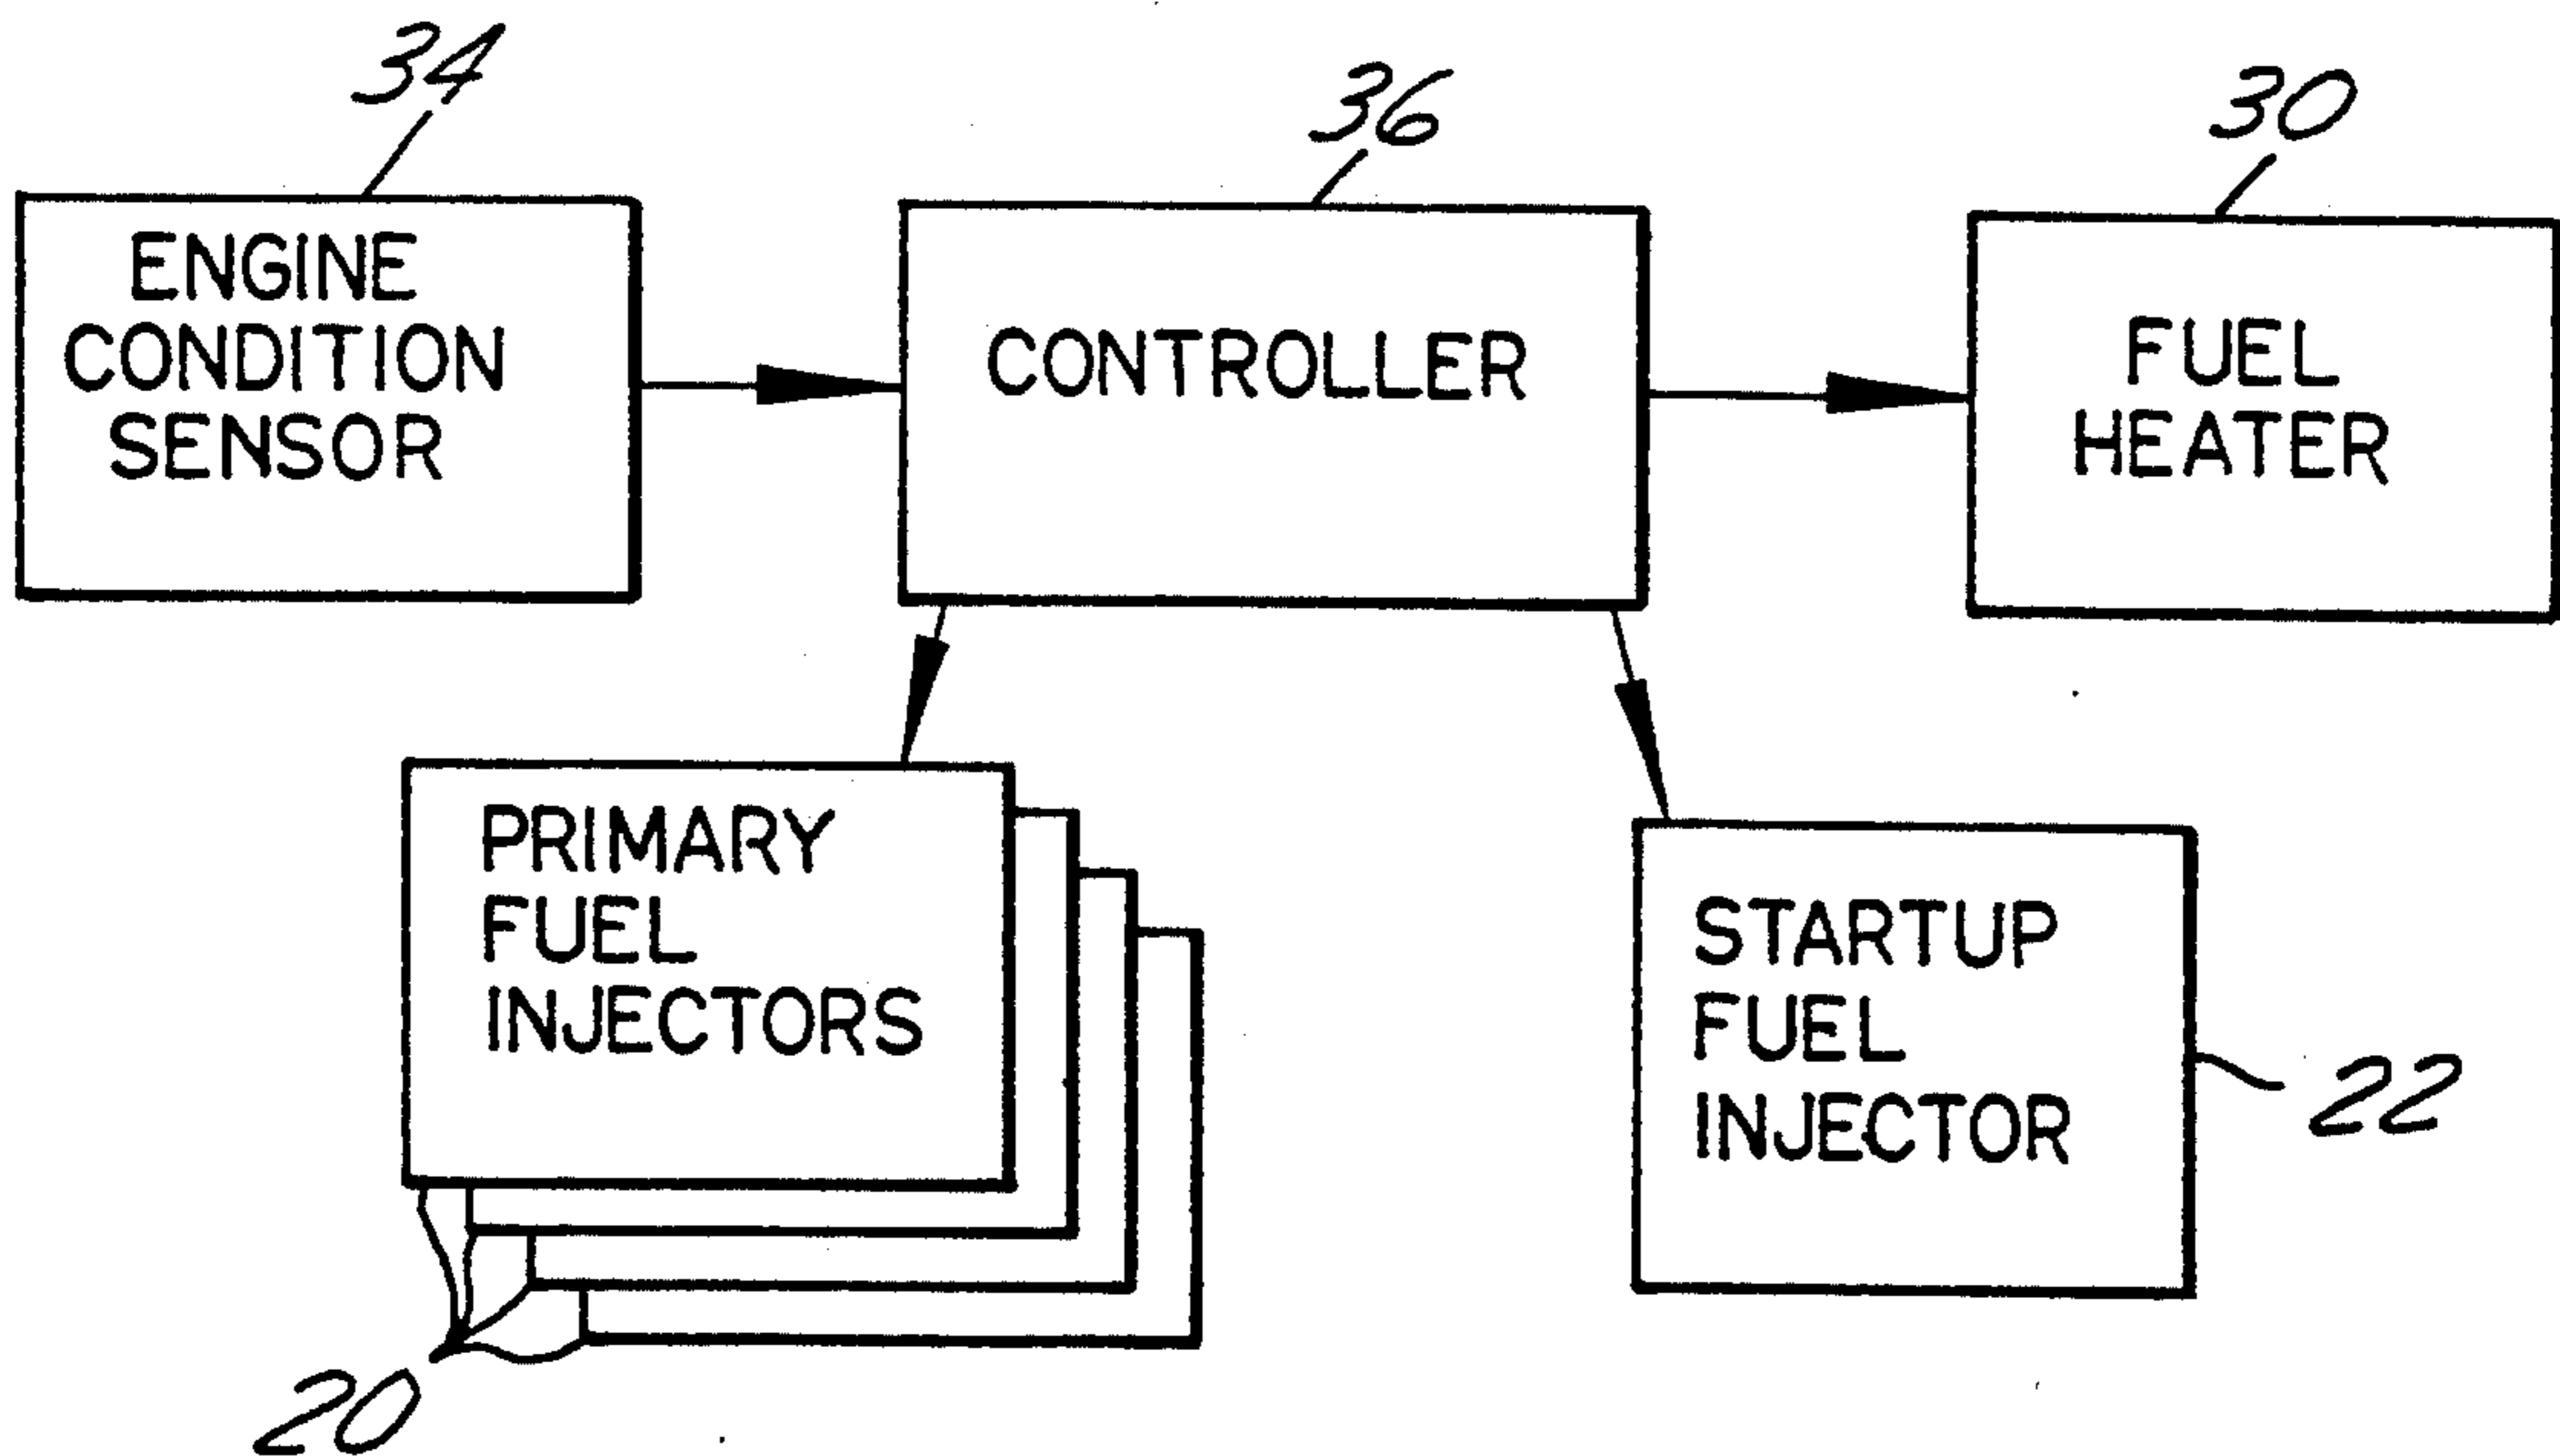 34
36
30
ENGINE
CONDITION
SENSOR
CONTROLLER
FUEL
HEATER
PRIMARY
FUEL
INJECTORS
STARTUP
FUEL
INJECTOR
22
20